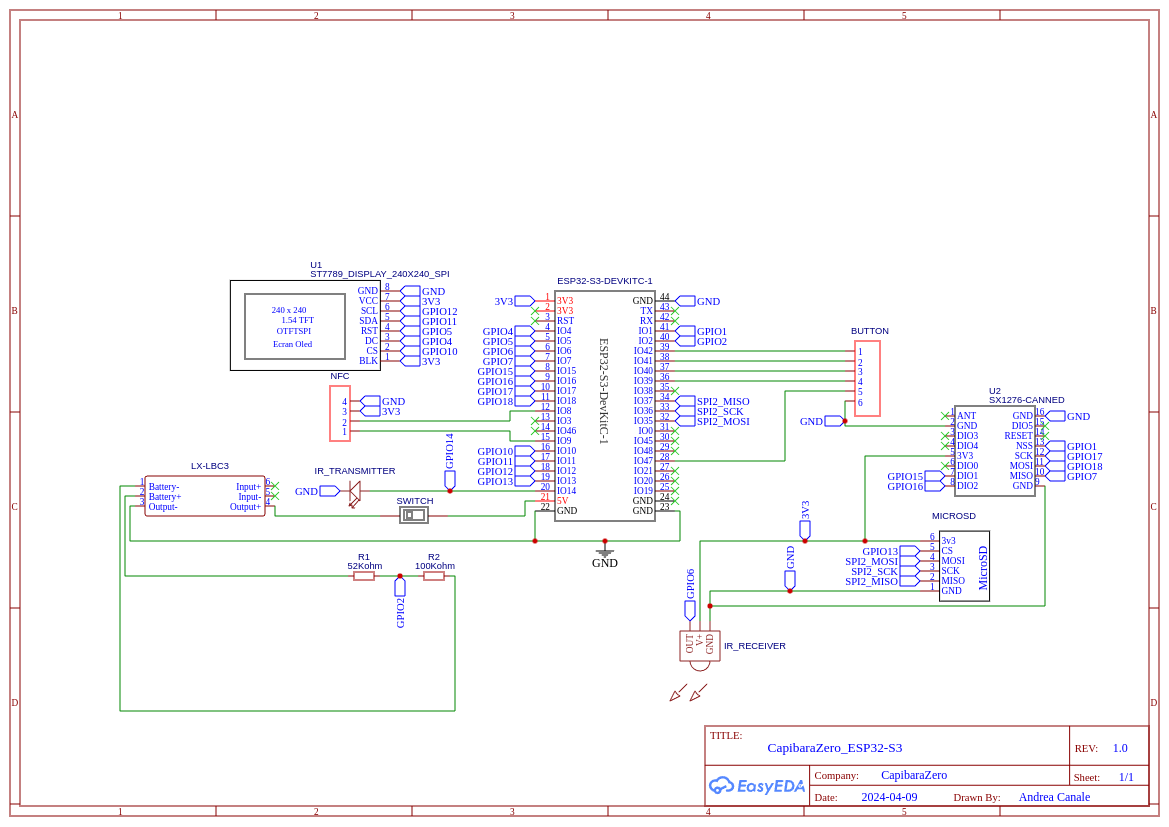 1 2 3 4 5
A A
B B
C C
D D
U1
ST7789_DISPLAY_240X240_SPI
240 x 240
1.54 TFT
OTFTSPI
Ecran Oled
GND 8 GND
VCC 7 3V3
SCL 6 GPIO12
SDA 5 GPIO11
RST 4 GPIO5
DC 3 GPIO4
CS 2 GPIO10
BLK 1 3V3
NFC
4 GND
3 3V3
2
1
LX-LBC3
1 Battery- Input+
2 Battery+ Input-
3 Output- Output+ 4
IR_TRANSMITTER
GND
GPIO14
SWITCH
ESP32-S3-DEVKITC-1
ESP32-S3-DevKitC-1
3V3 1 3V3
2 3V3
3 RST
GPIO4 4 IO4
GPIO5 5 IO5
GPIO6 6 IO6
GPIO7 7 IO7
GPIO15 8 IO15
GPIO16 9 IO16
GPIO17 10 IO17
GPIO18 11 IO18
12 IO8
13 IO3
14 IO46
15 IO9
GPIO10 16 IO10
GPIO11 17 IO11
GPIO12 18 IO12
GPIO13 19 IO13
20 IO14
21 5V
22 GND
GND 44 GND
TX 43
RX 42
IO1 41 GPIO1
IO2 40 GPIO2
IO42 39
IO41 38
IO40 37
IO39 36
IO38 35
IO37 34 SPI2_MISO
IO36 33 SPI2_SCK
IO35 32 SPI2_MOSI
IO0 31
IO45 30
IO48 29
IO47 28
IO21 27
IO20 26
IO19 25
GND 24
GND 23
GND
R1
52Kohm
R2
100Kohm
GPIO2
BUTTON
1
2
3
4
5
6
GND
U2
SX1276-CANNED
1 ANT
2 GND
3 DIO3
4 DIO4
5 3V3
6 DIO0
GPIO15 7 DIO1
GPIO16 8 DIO2
GND 16 GND
DIO5 15
RESET 14
NSS 13 GPIO1
SCK 12 GPIO17
MOSI 11 GPIO18
MISO 10 GPIO7
GND 9
MICROSD
MicroSD
6 3v3
GPIO13 5 CS
SPI2_MOSI 4 MOSI
SPI2_SCK 3 SCK
SPI2_MISO 2 MISO
1 GND
3V3
GND
GPIO6
OUT
V+
GND
IR_RECEIVER
TITLE:
CapibaraZero_ESP32-S3
REV: 1.0
EasyEDA
Company: CapibaraZero
Sheet: 1/1
Date: 2024-04-09
Drawn By: Andrea Canale
1 2 3 4 5